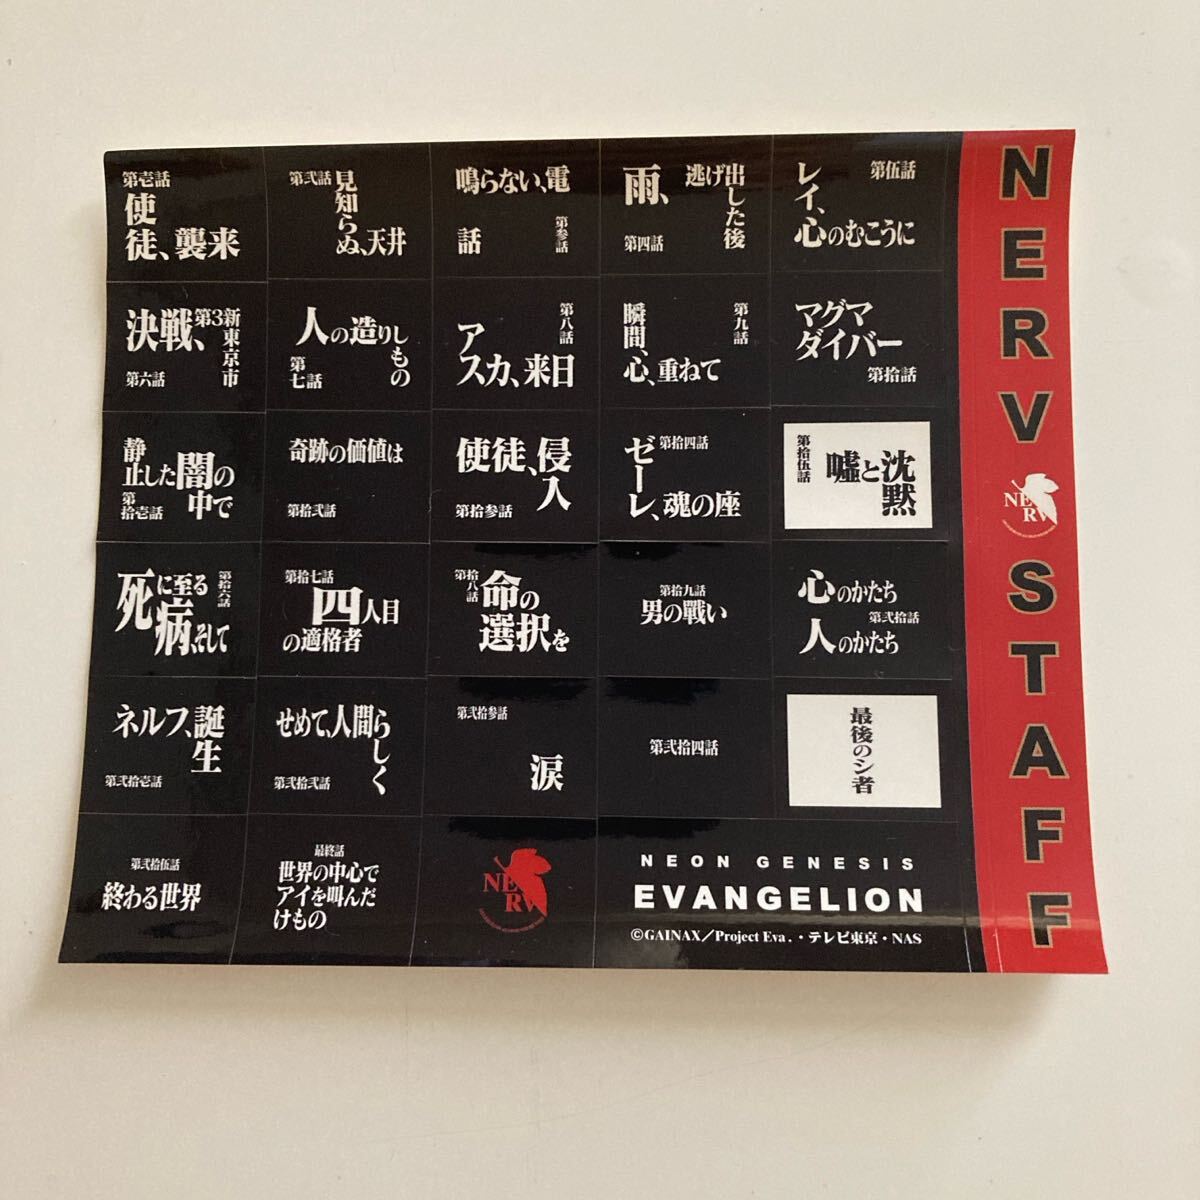 第壱話
使徒、襲来
第弐話
見知らぬ、天井
鳴らない、電話
第参話
雨、逃げ出した後
第四話
第伍話
レイ、心のむこうに
決戦、第3新東京市
第六話
人の造りしもの
第七話
第八話
アスカ、来日
第九話
瞬間、心、重ねて
マグマ
ダイバー
第拾話
静止した闇の中で
第拾壱話
奇跡の価値は
第拾弐話
使徒、侵入
第拾参話
第拾四話
ゼーレ、魂の座
第拾伍話
嘘と沈黙
死に至る病、そして
第拾六話
第拾七話
四人目
の適格者
第拾八話
命の
選択を
第拾九話
男の戰い
心のかたち
第弐拾話
人のかたち
ネルフ、誕生
第弐拾壱話
せめて、人間らしく
第弐拾弐話
第弐拾参話
涙
第弐拾四話
最後のシ者
第弐拾伍話
終わる世界
最終話
世界の中心で
アイを叫んだ
けもの
NERV
NEON GENESIS
EVANGELION
©GAINAX／Project Eva.・テレビ東京・NAS
NERV
NERV
STAFF